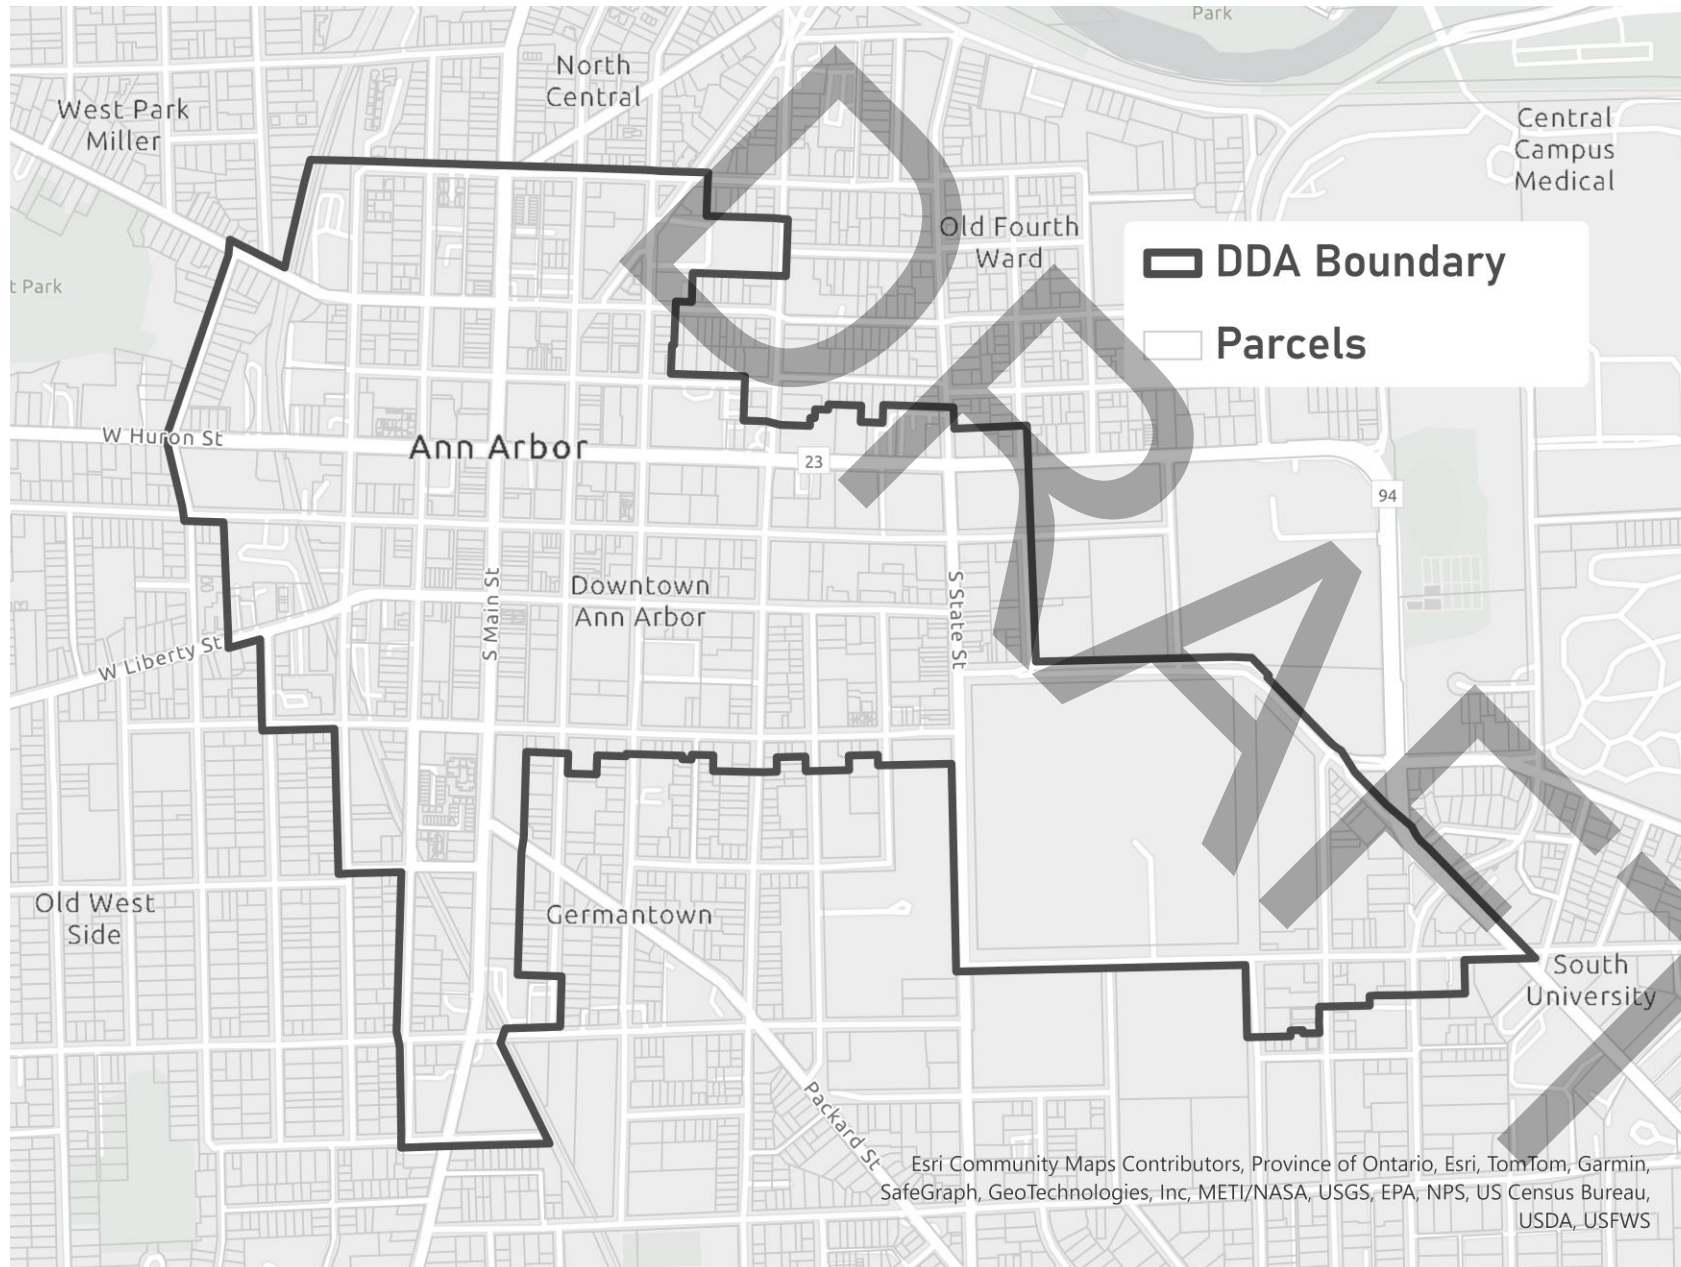 Park
North
Central
West Park
Miller
Central
Campus
Medical
Old Fourth
Ward
DDA Boundary
t Park
Parcels
W Huron St
Ann Arbor
23
94
Downtown
Ann Arbor
S Main St
S State St
W Liberty St
Old West
Side
Germantown
South
University
Packard St
DRAFT
Esri Community Maps Contributors, Province of Ontario, Esri, TomTom, Garmin,
SafeGraph, GeoTechnologies, Inc, METI/NASA, USGS, EPA, NPS, US Census Bureau,
USDA, USFWS